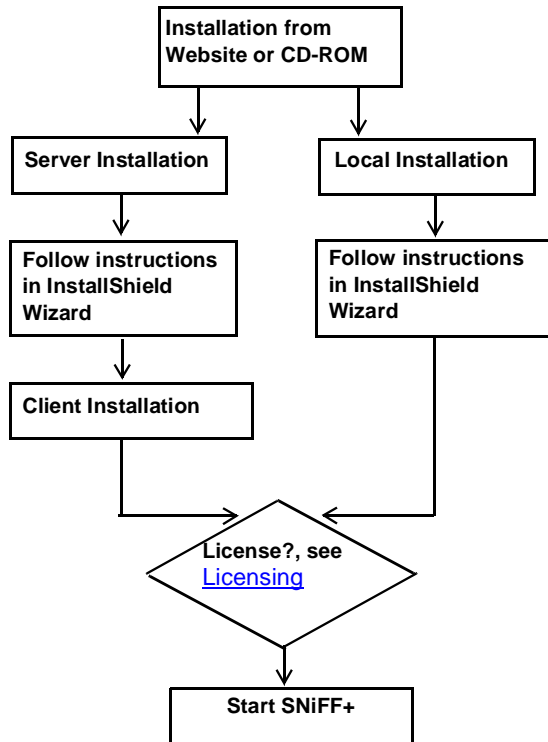 Installation from
Website or CD-ROM
Server Installation
Local Installation
Follow instructions
in InstallShield
Wizard
Follow instructions
in InstallShield
Wizard
Client Installation
License?, see
Licensing
Start SNiFF+